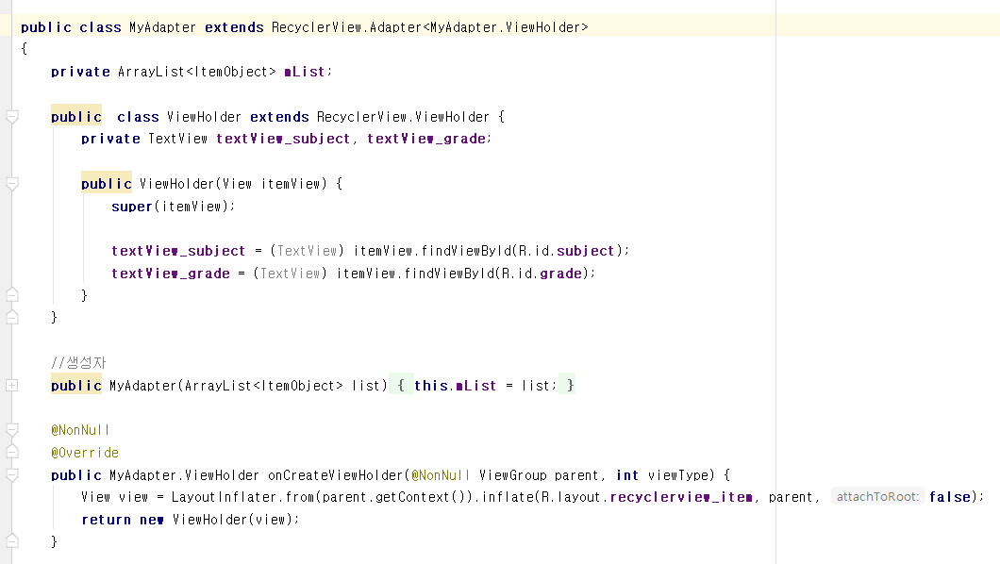 public class MyAdapter extends RecyclerView.Adapter<MyAdapter.ViewHolder>
{
private ArrayList<ItemObject> mList;
public  class ViewHolder extends RecyclerView.ViewHolder {
private TextView textView_subject, textView_grade;
public ViewHolder(View itemView) {
super(itemView);
textView_subject = (TextView) itemView.findViewById(R.id.subject);
textView_grade = (TextView) itemView.findViewById(R.id.grade);
}
}
//생성자
public MyAdapter(ArrayList<ItemObject> list) { this.mList = list; }
@NonNull
@Override
public MyAdapter.ViewHolder onCreateViewHolder(@NonNull ViewGroup parent, int viewType) {
View view = LayoutInflater.from(parent.getContext()).inflate(R.layout.recyclerview_item, parent, attachToRoot: false);
return new ViewHolder(view);
}